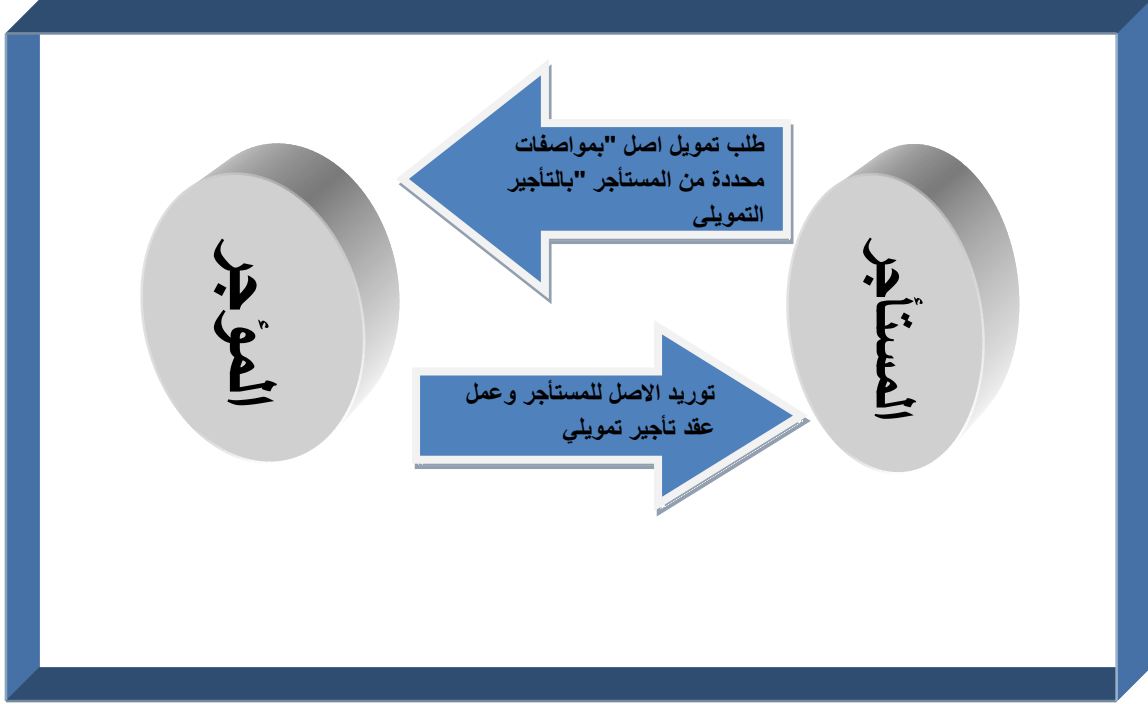 المستأجر
طلب تمويل اصل "بمواصفات
محددة من المستأجر "بالتأجير
التمويلى
المؤجر
توريد الاصل للمستأجر وعمل
عقد تأجير تمويلي